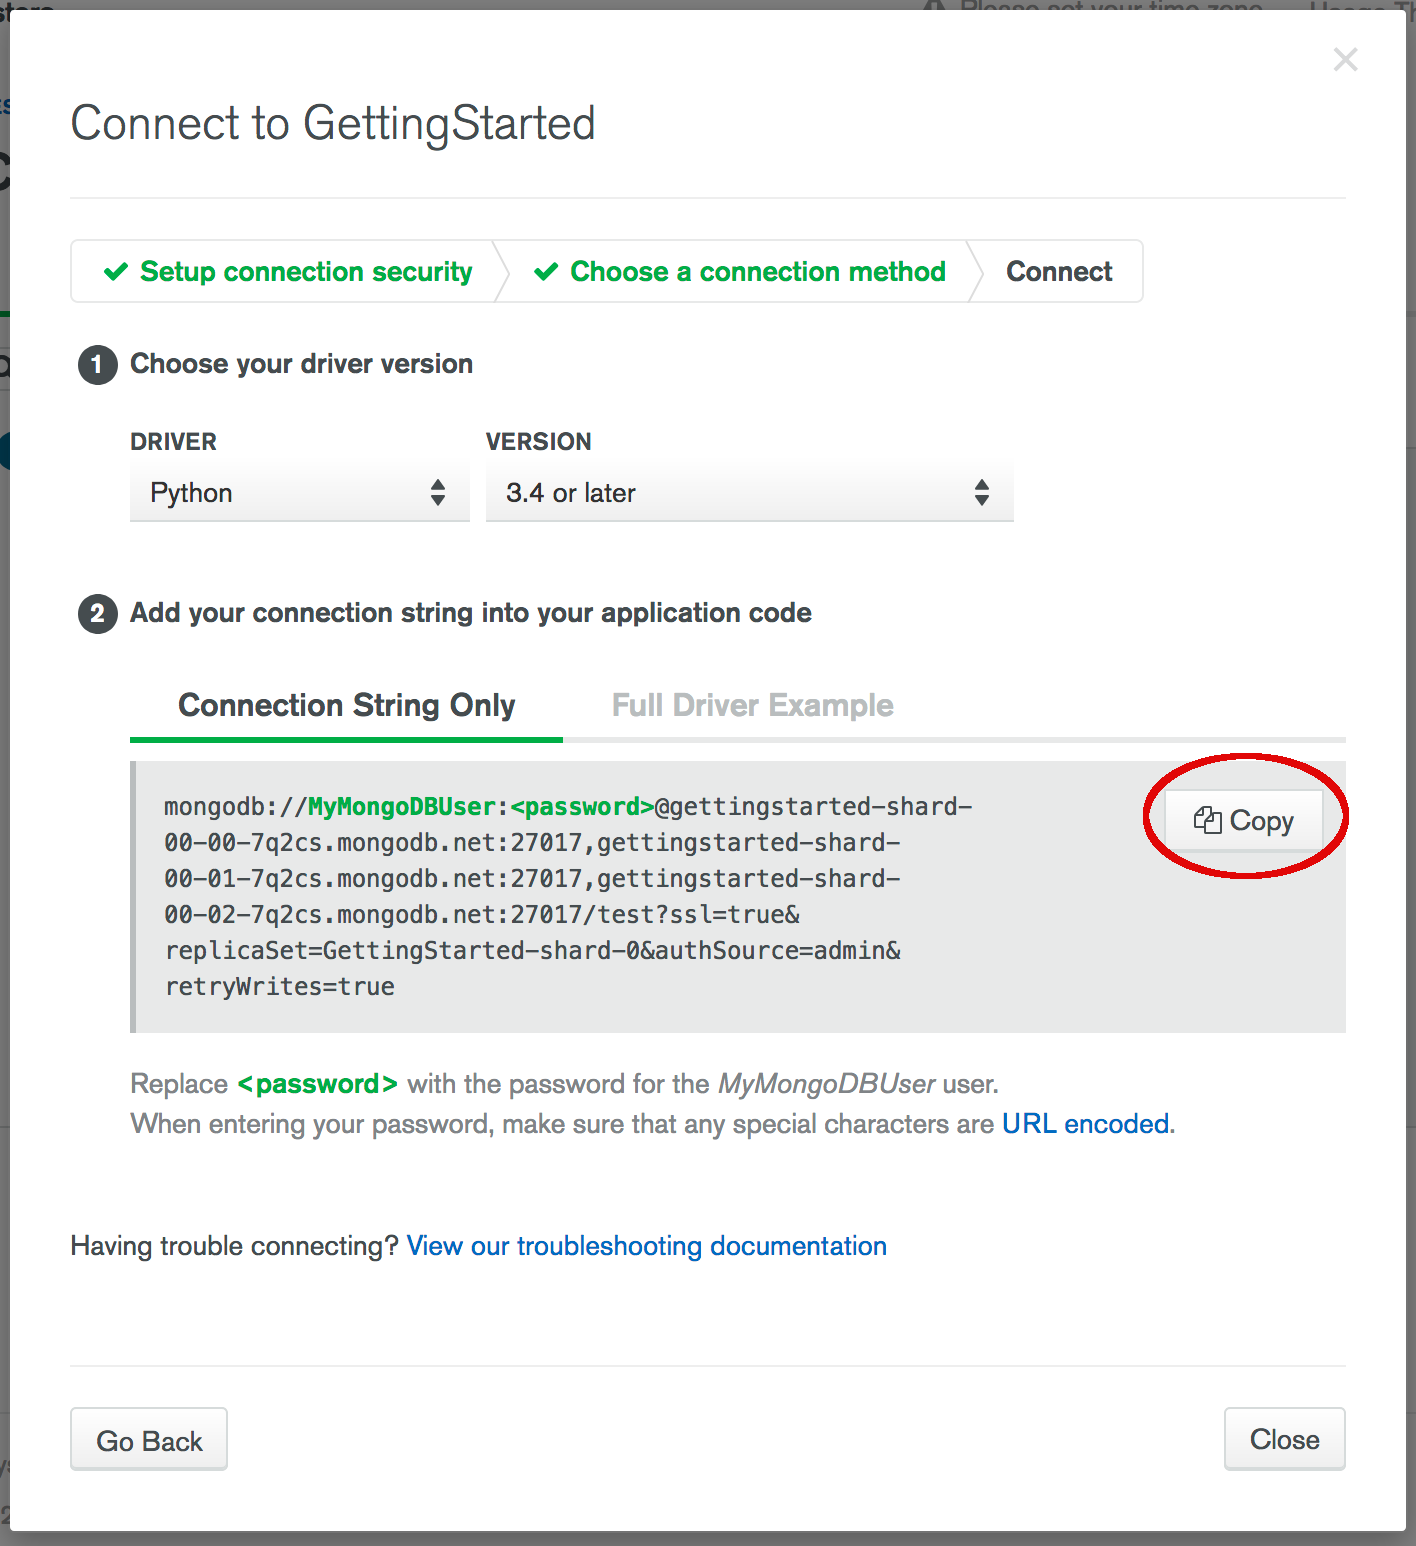 Please set your time zone
Connect to GettingStarted
Setup connection security
Choose a connection method
Connect
1 Choose your driver version
DRIVER
VERSION
Python
3.4 or later
2 Add your connection string into your application code
Connection String Only
Full Driver Example
mongodb://MyMongoDBUser:<password>@gettingstarted-shard-
00-00-7q2cs.mongodb.net:27017,gettingstarted-shard-
00-01-7q2cs.mongodb.net:27017,gettingstarted-shard-
00-02-7q2cs.mongodb.net:27017/test?ssl=true&
replicaSet=GettingStarted-shard-0&authSource=admin&
retryWrites=true
Copy
Replace <password> with the password for the MyMongoDBUser user.
When entering your password, make sure that any special characters are URL encoded.
Having trouble connecting? View our troubleshooting documentation
Go Back
Close